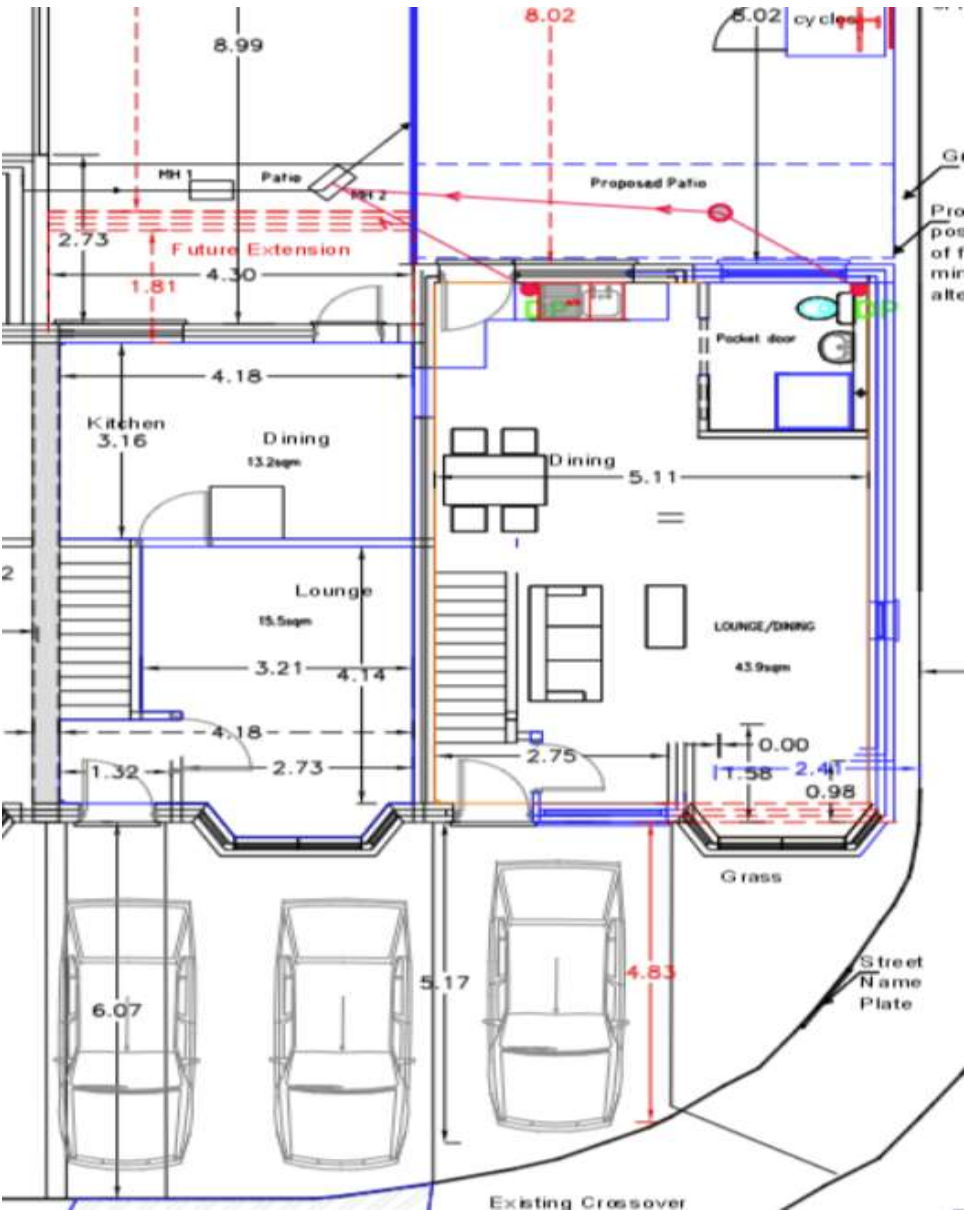 8.99
8.02
8.02
cycles
MH 1
Patio
MH 2
Proposed Patio
2.73
Future Extension
4.30
1.81
DP
DP
Pocket door
4.18
Kitchen
3.16
Dining
13.2sqm
Dining
5.11
2
Lounge
15.5sqm
LOUNGE/DINING
43.9sqm
3.21
4.14
4.18
1.32
2.73
2.75
0.00
1.58
2.41
0.98
Grass
Street
Name
Plate
5.17
4.83
6.07
Existing Crossover